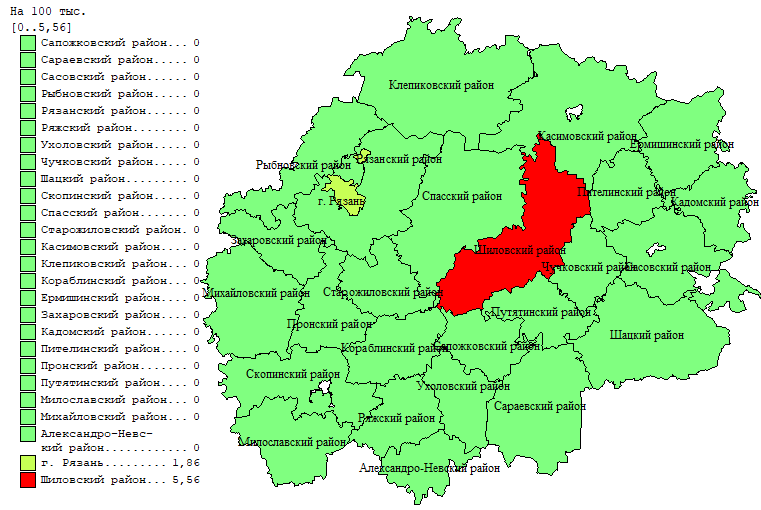 На 100 тыс.
[0..5,56]
Сапожковский район... 0
Сараевский район..... 0
Сасовский район...... 0
Рыбновский район..... 0
Рязанский район...... 0
Ряжский район........ 0
Ухоловский район..... 0
Чучковский район..... 0
Шацкий район......... 0
Скопинский район..... 0
Спасский район....... 0
Старожиловский район. 0
Касимовский район.... 0
Клепиковский район... 0
Кораблинский район... 0
Ермишинский район.... 0
Захаровский район.... 0
Кадомский район...... 0
Пителинский район.... 0
Пронский район....... 0
Путятинский район.... 0
Милославский район... 0
Михайловский район... 0
Александро-Невс-
кий район............ 0
г. Рязань......... 1,86
Шиловский район... 5,56
Клепиковский район
Касимовский район
Ермишинский район
Рыбновский район
Рязанский район
Спасский район
Пителинский район
Кадомский район
г. Рязань
Захаровский район
Шиловский район
Чучковский район
Сасовский район
Михайловский район
Старожиловский район
Путятинский район
Пронский район
Шацкий район
Кораблинский район
Сапожковский район
Скопинский район
Ухоловский район
Сараевский район
Ряжский район
Милославский район
Александро-Невский район